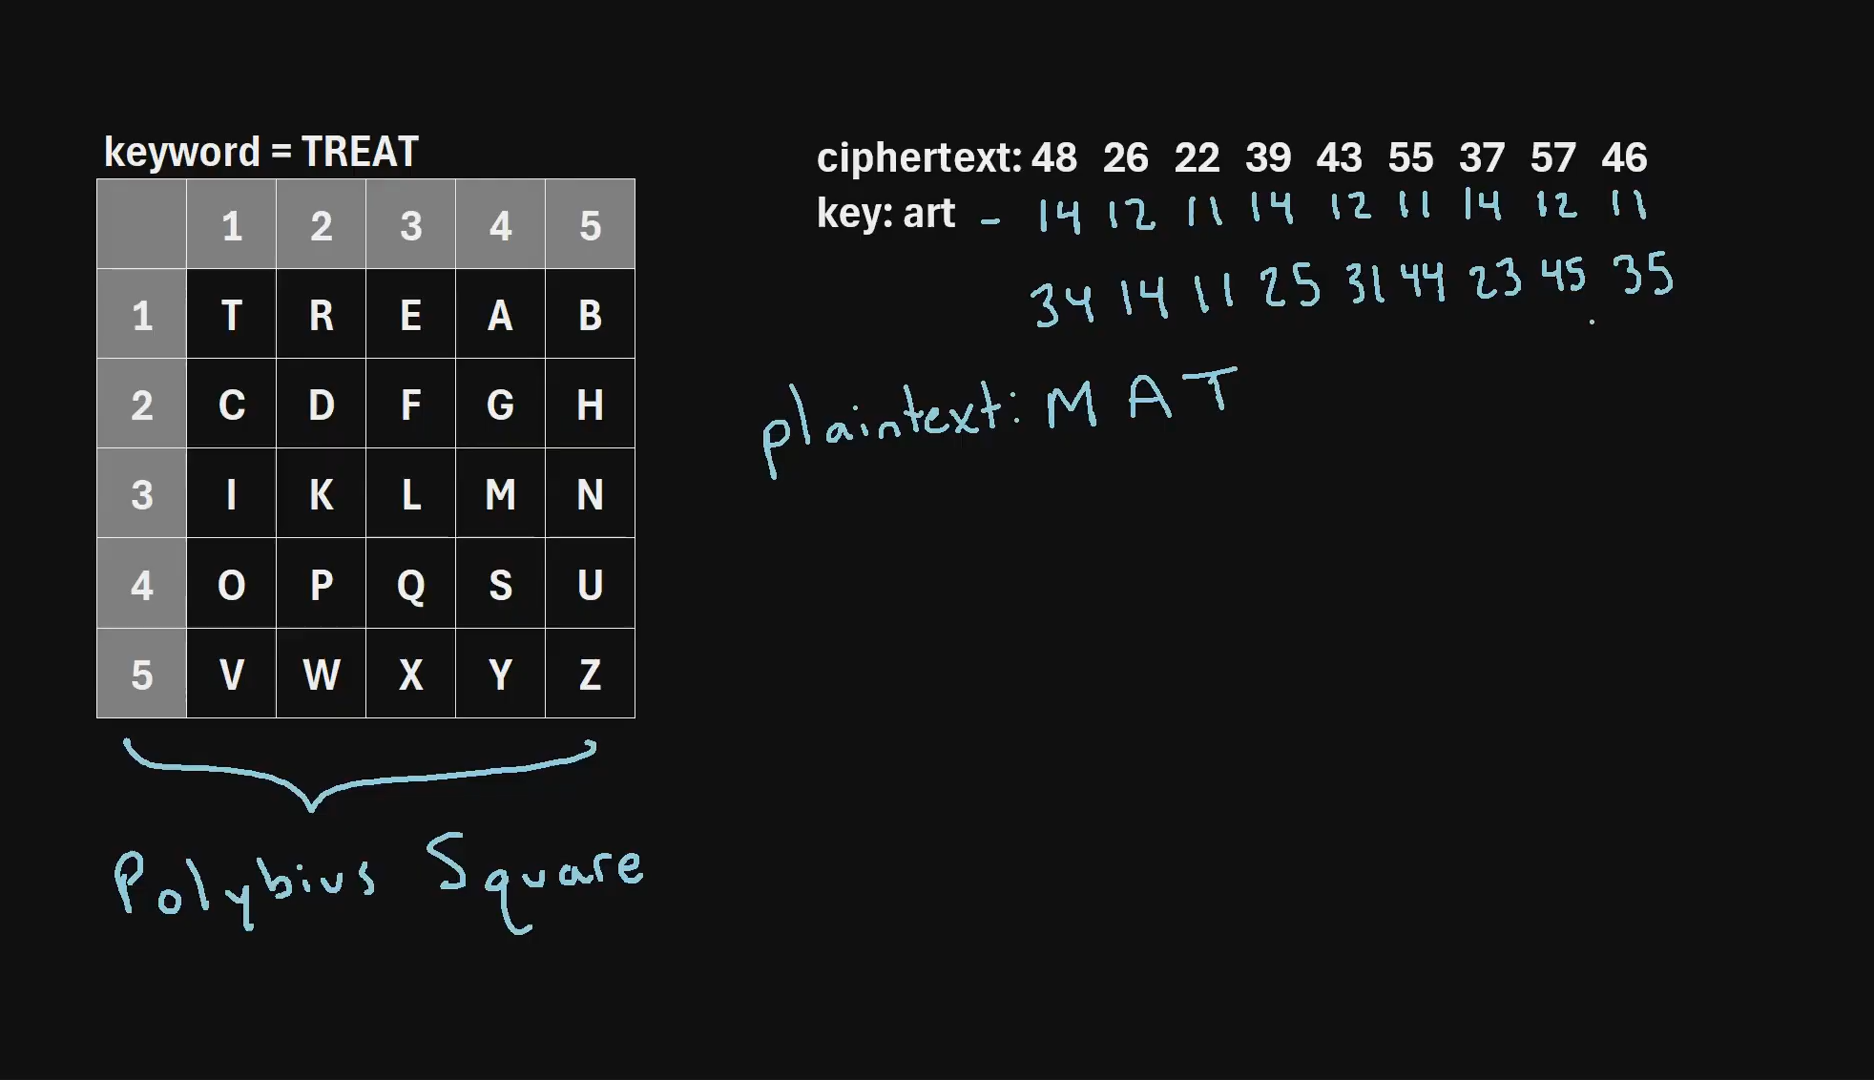 keyword = TREAT
1 2 3 4 5
1 T R E A B
2 C D F G H
3 I K L M N
4 O P Q S U
5 V W X Y Z
Polybius Square
ciphertext: 48 26 22 39 43 55 37 57 46
key: art - 14 12 11 14 12 11 14 12 11
34 14 11 25 31 44 23 45 35
plaintext: M A T